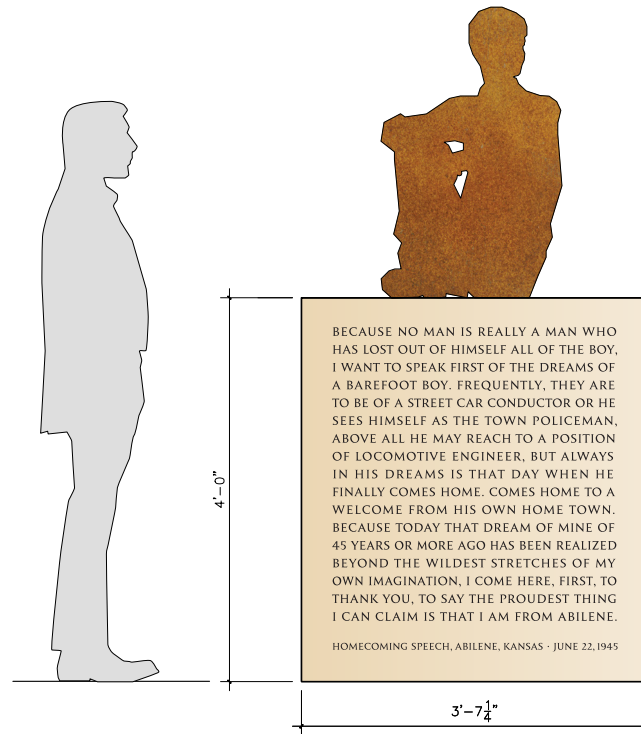 BECAUSE NO MAN IS REALLY A MAN WHO
HAS LOST OUT OF HIMSELF ALL OF THE BOY,
I WANT TO SPEAK FIRST OF THE DREAMS OF
A BAREFOOT BOY. FREQUENTLY, THEY ARE
TO BE OF A STREET CAR CONDUCTOR OR HE
SEES HIMSELF AS THE TOWN POLICEMAN,
ABOVE ALL HE MAY REACH TO A POSITION
OF LOCOMOTIVE ENGINEER, BUT ALWAYS
IN HIS DREAMS IS THAT DAY WHEN HE
FINALLY COMES HOME. COMES HOME TO A
WELCOME FROM HIS OWN HOME TOWN.
BECAUSE TODAY THAT DREAM OF MINE OF
45 YEARS OR MORE AGO HAS BEEN REALIZED
BEYOND THE WILDEST STRETCHES OF MY
OWN IMAGINATION, I COME HERE, FIRST, TO
THANK YOU, TO SAY THE PROUDEST THING
I CAN CLAIM IS THAT I AM FROM ABILENE.
HOMECOMING SPEECH, ABILENE, KANSAS · JUNE 22, 1945
4'-0"
3'-7 1/4"